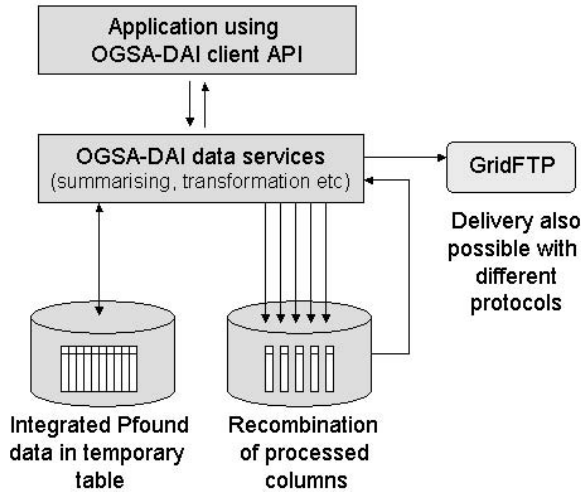 Application using
OGSA-DAI client API
OGSA-DAI data services
(summarising, transformation etc)
GridFTP
Delivery also
possible with
different
protocols
Integrated Pfound
data in temporary
table
Recombination
of processed
columns